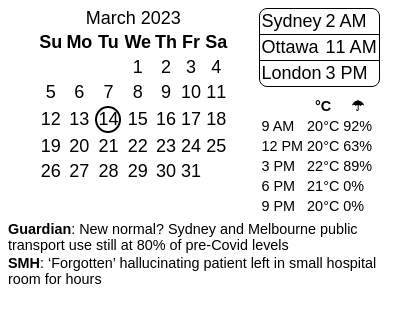 March 2023
Su Mo Tu We Th Fr Sa
1 2 3 4
5 6 7 8 9 10 11
12 13 14 15 16 17 18
19 20 21 22 23 24 25
26 27 28 29 30 31
Sydney 2 AM
Ottawa 11 AM
London 3 PM
°C ☂
9 AM 20°C 92%
12 PM 20°C 63%
3 PM 22°C 89%
6 PM 21°C 0%
9 PM 20°C 0%
Guardian: New normal? Sydney and Melbourne public
transport use still at 80% of pre-Covid levels
SMH: ‘Forgotten’ hallucinating patient left in small hospital
room for hours